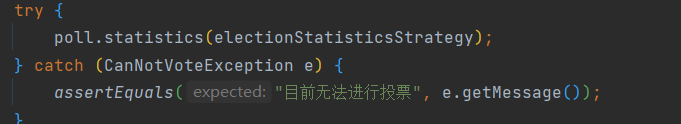 try {
poll.statistics(electionStatisticsStrategy);
} catch (CanNotVoteException e) {
assertEquals( expected: "目前无法进行投票", e.getMessage());
}